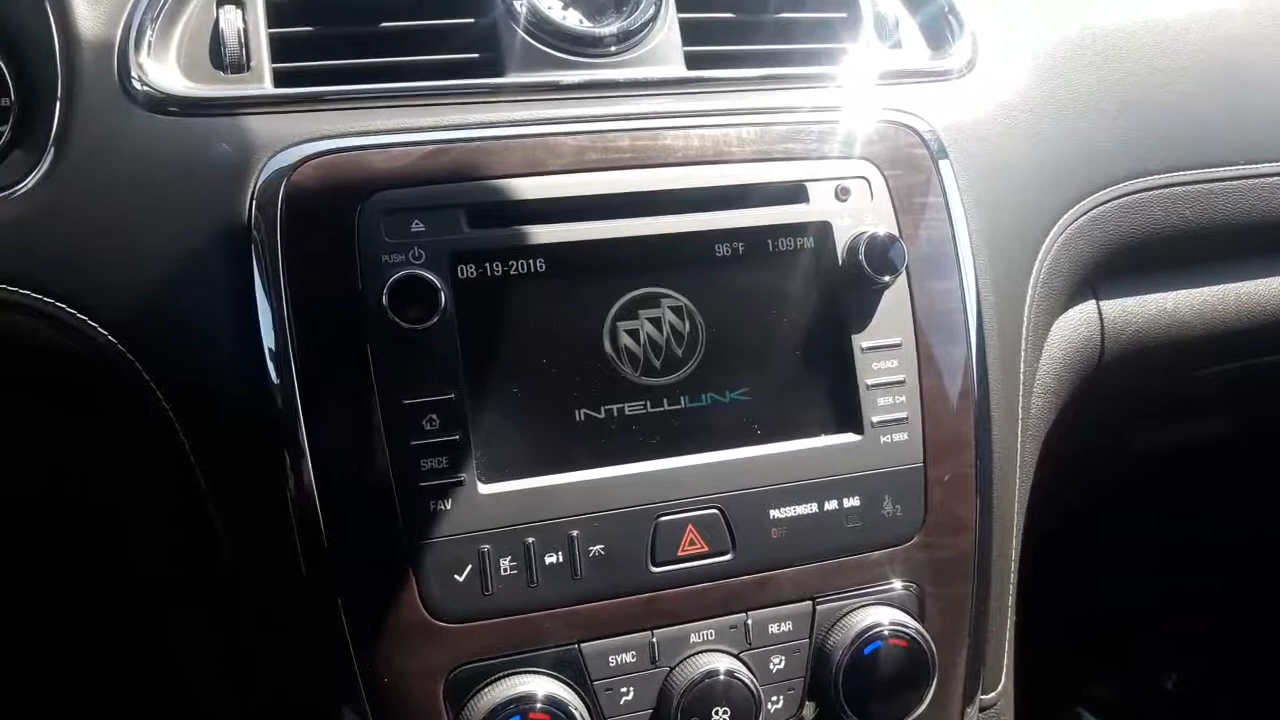 PUSH
08-19-2016
96°F 1:09 PM
INTELLILINK
BACK
SEEK
SEEK
SRCE
FAV
PASSENGER AIR BAG
OFF
2
SYNC
AUTO
REAR